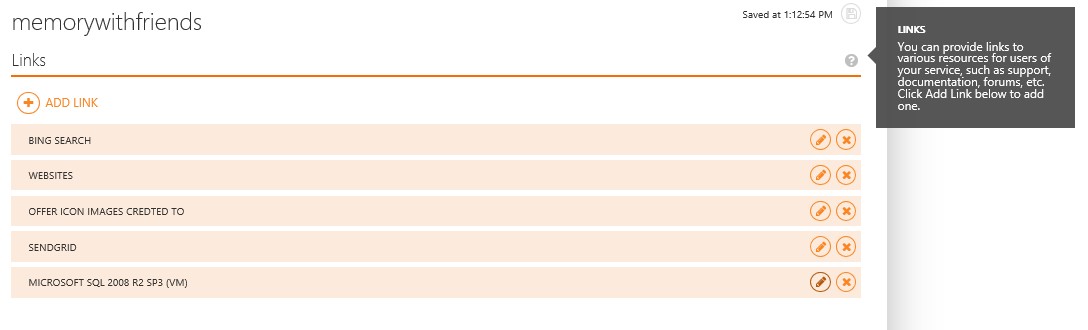 memorywithfriends
Saved at 1:12:54 PM
Links
?
LINKS
You can provide links to
various resources for users of
your service, such as support,
documentation, forums, etc.
Click Add Link below to add
one.
ADD LINK
BING SEARCH
WEBSITES
OFFER ICON IMAGES CREDTED TO
SENDGRID
MICROSOFT SQL 2008 R2 SP3 (VM)